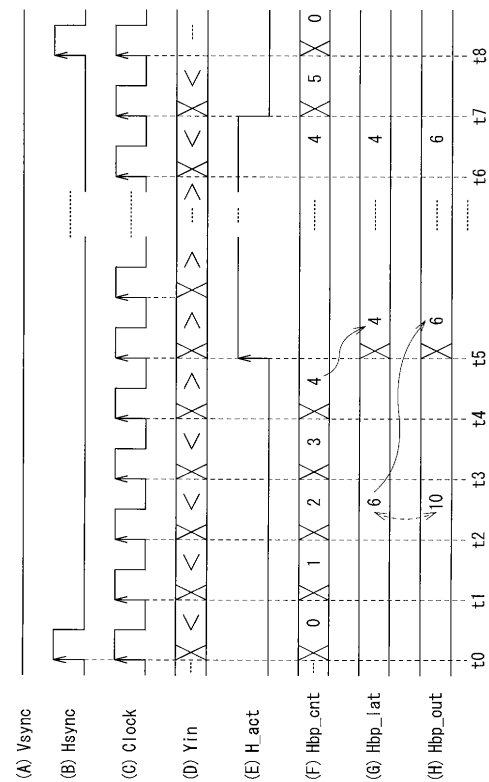 (A) Vsync
(B) Hsync ------
(C) Clock ------
(D) Yin ---- Λ Λ Λ Λ V V V --- V Λ Λ ----
(E) H_act ---
(F) Hbp_cnt ---- 0 1 2 3 4 ------ 4 5 0
(G) Hbp_lat 6 4 ------ 4
(H) Hbp_out 10 6 ------ 6
t0 t1 t2 t3 t4 t5 ------ t6 t7 t8